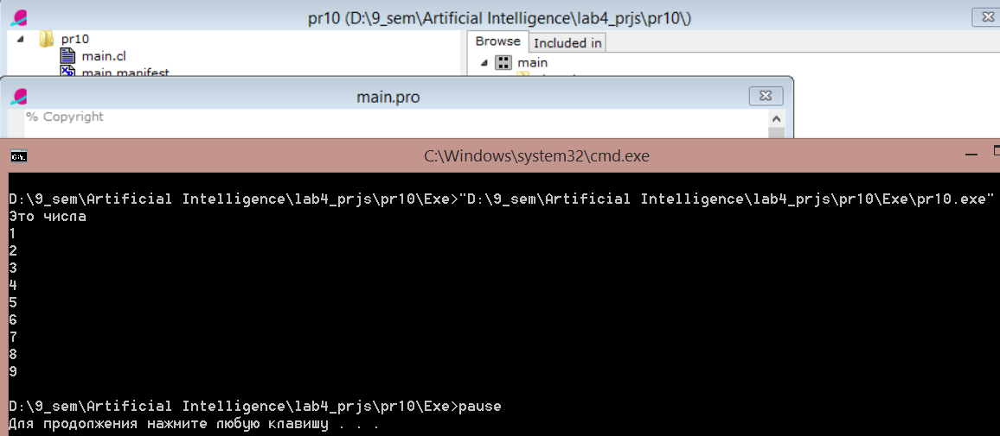 pr10 (D:\9_sem\Artificial Intelligence\lab4_prjs\pr10\)
pr10
main.cl
main.manifest
Browse
Included in
main
main.pro
% Copyright
C:\Windows\system32\cmd.exe
D:\9_sem\Artificial Intelligence\lab4_prjs\pr10\Exe>"D:\9_sem\Artificial Intelligence\lab4_prjs\pr10\Exe\pr10.exe"
Это числа
1
2
3
4
5
6
7
8
9
D:\9_sem\Artificial Intelligence\lab4_prjs\pr10\Exe>pause
Для продолжения нажмите любую клавишу . . .